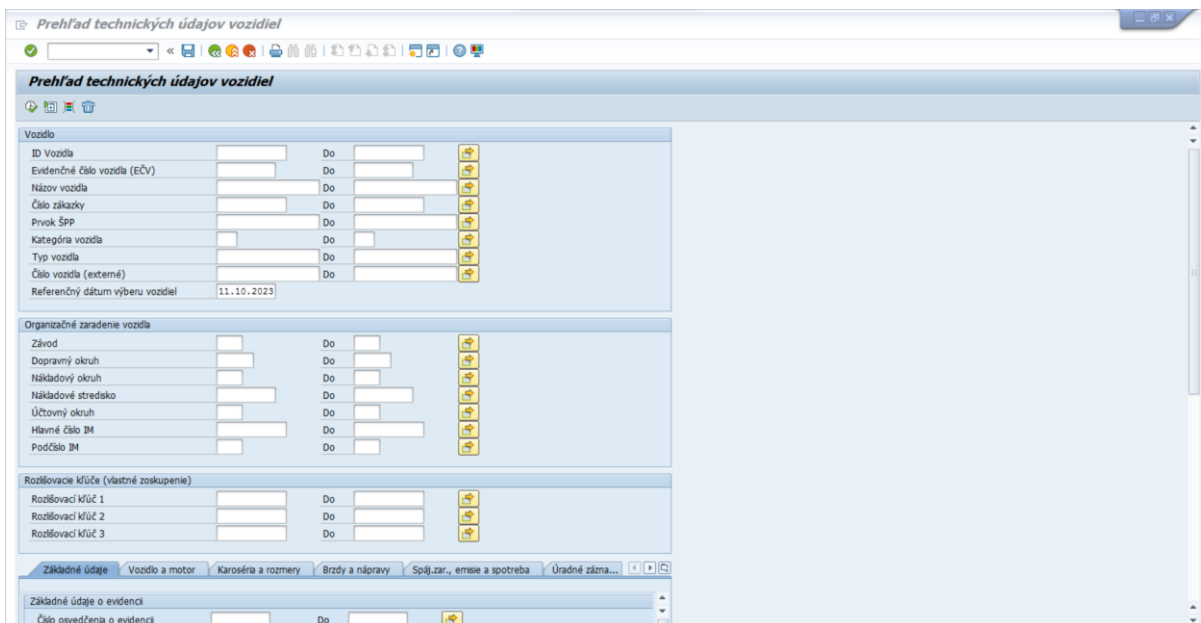 Prehľad technických údajov vozidiel
Prehľad technických údajov vozidiel
Vozidlo
ID Vozidla Do
Evidenčné číslo vozidla (EČV) Do
Názov vozidla Do
Číslo zákazky Do
Prvok ŠPP Do
Kategória vozidla Do
Typ vozidla Do
Číslo vozidla (externé) Do
Referenčný dátum výberu vozidiel 11.10.2023
Organizačné zaradenie vozidla
Závod Do
Dopravný okruh Do
Nákladový okruh Do
Nákladové stredisko Do
Účtovný okruh Do
Hlavné číslo IM Do
Podčíslo IM Do
Rozlišovacie kľúče (vlastné zoskupenie)
Rozlišovací kľúč 1 Do
Rozlišovací kľúč 2 Do
Rozlišovací kľúč 3 Do
Základné údaje Vozidlo a motor Karoséria a rozmery Brzdy a nápravy Spáj.zar., emisie a spotreba Úradné zázna...
Základné údaje o evidencii
Číslo osvedčenia o evidencii Do